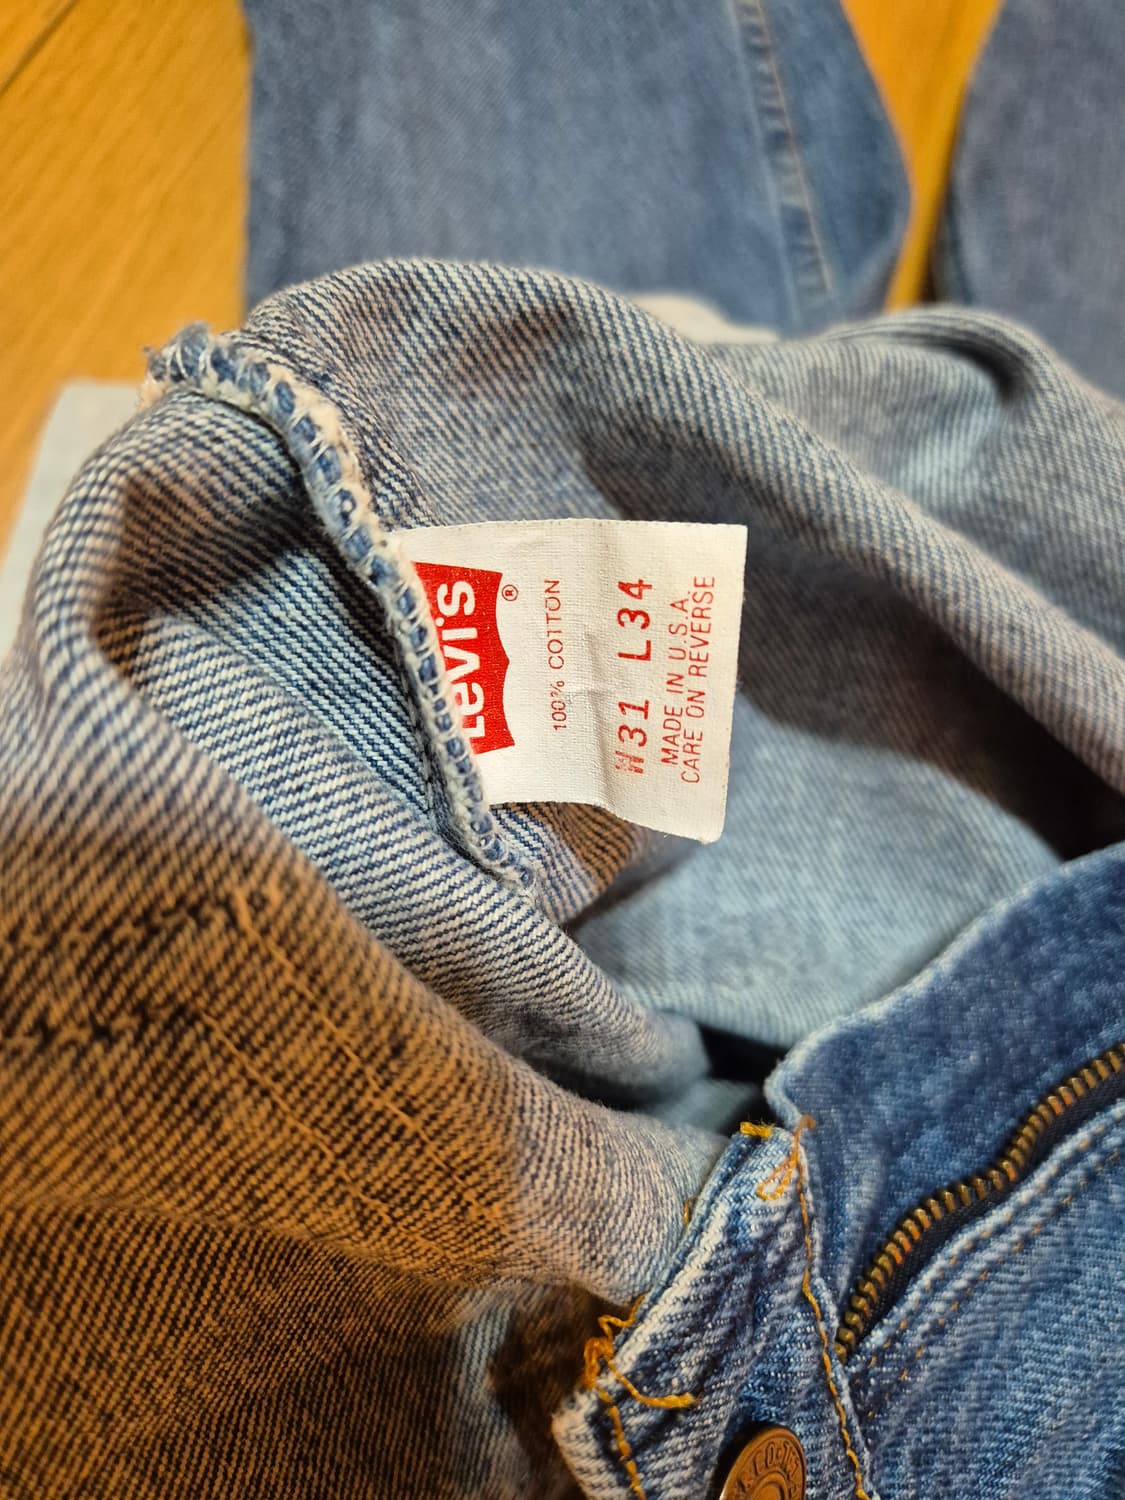 Levi's ®
100% COTTON
W31 L34
MADE IN U.S.A.
CARE ON REVERSE